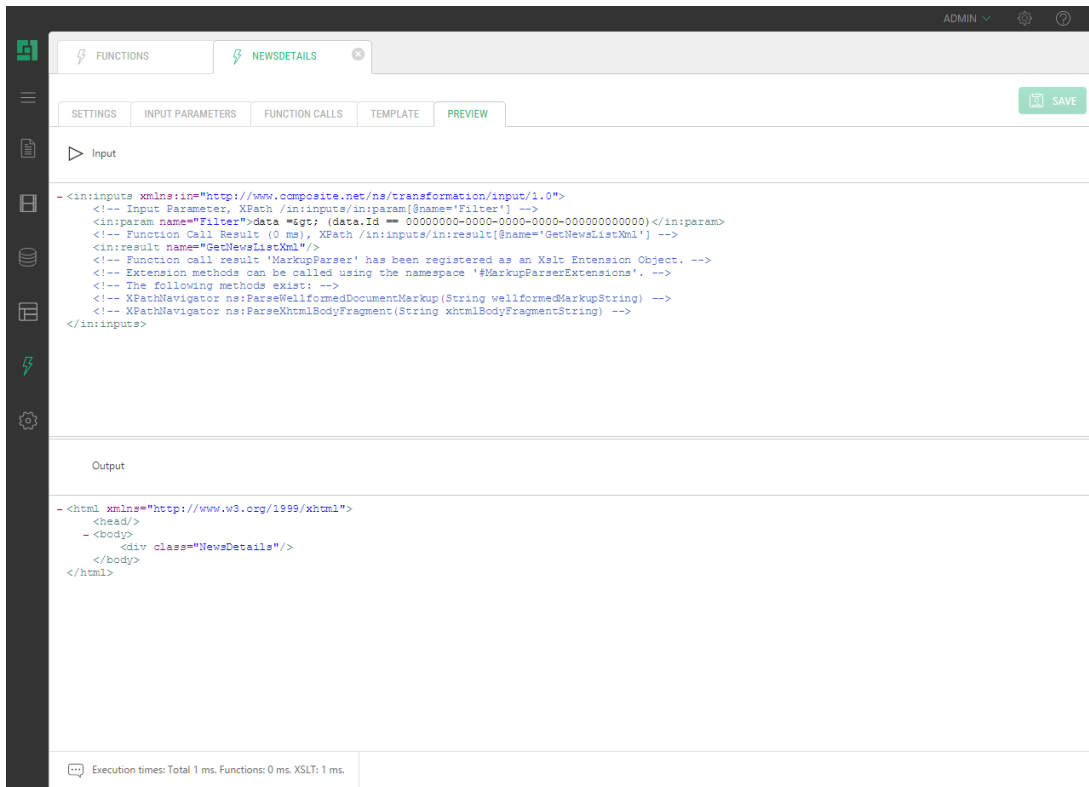 ADMIN
FUNCTIONS
NEWSDETAILS
SETTINGS
INPUT PARAMETERS
FUNCTION CALLS
TEMPLATE
PREVIEW
SAVE
Input
- <in:inputs xmlns:in="http://www.composite.net/ns/transformation/input/1.0">
<!-- Input Parameter, XPath /in:inputs/in:param[@name='Filter'] -->
<in:param name="Filter">data =&gt; (data.Id == 00000000-0000-0000-0000-000000000000)</in:param>
<!-- Function Call Result (0 ms), XPath /in:inputs/in:result[@name='GetNewsListXml'] -->
<in:result name="GetNewsListXml"/>
<!-- Function call result 'MarkupParser' has been registered as an Xslt Entension Object. -->
<!-- Extension methods can be called using the namespace '#MarkupParserExtensions'. -->
<!-- The following methods exist: -->
<!-- XPathNavigator ns:ParseWellformedDocumentMarkup(String wellformedMarkupString) -->
<!-- XPathNavigator ns:ParseXhtmlBodyFragment(String xhtmlBodyFragmentString) -->
</in:inputs>
Output
- <html xmlns="http://www.w3.org/1999/xhtml">
<head/>
- <body>
<div class="NewsDetails"/>
</body>
</html>
Execution times: Total 1 ms. Functions: 0 ms. XSLT: 1 ms.